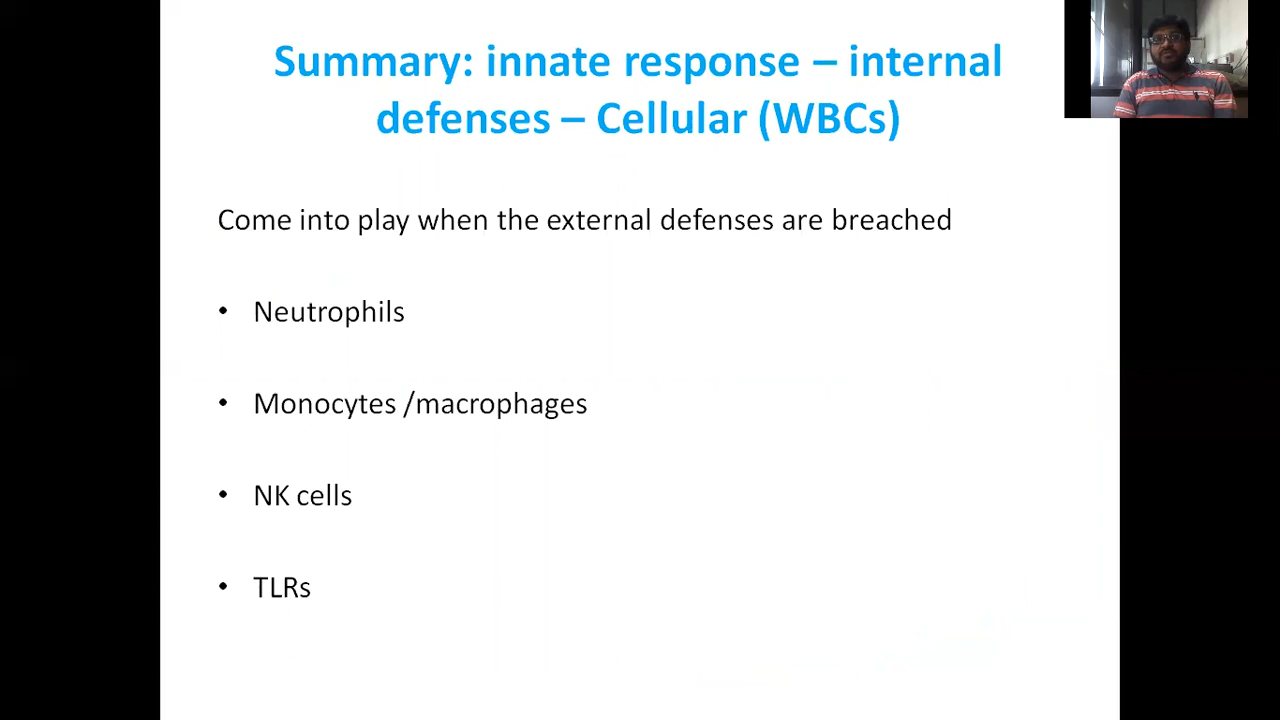 Summary: innate response – internal
defenses – Cellular (WBCs)
Come into play when the external defenses are breached
• Neutrophils
• Monocytes /macrophages
• NK cells
• TLRs